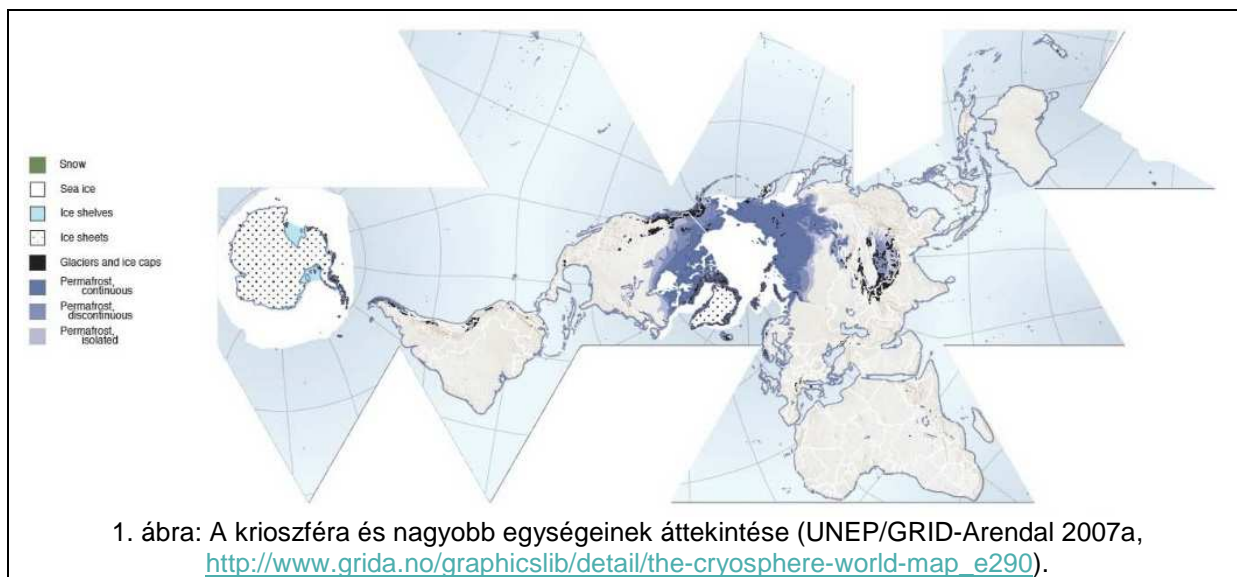 Snow
Sea ice
Ice shelves
Ice sheets
Glaciers and ice caps
Permafrost,
continuous
Permafrost,
discontinuous
Permafrost,
isolated
1. ábra: A krioszféra és nagyobb egységeinek áttekintése (UNEP/GRID-Arendal 2007a,
http://www.grida.no/graphicslib/detail/the-cryosphere-world-map_e290).